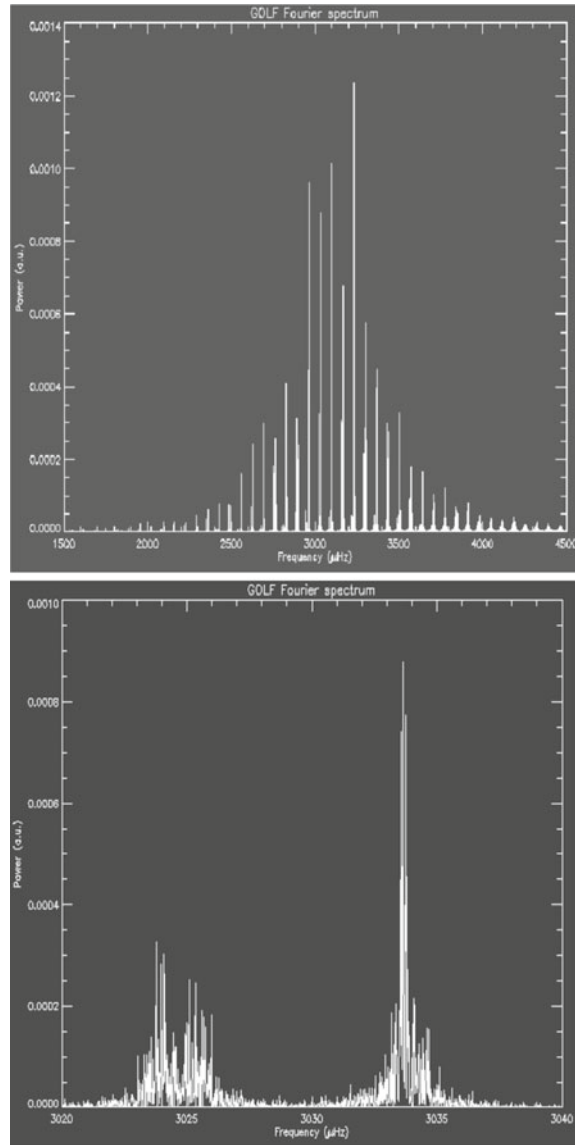 GOLF Fourier spectrum
0.0014
0.0012
0.0010
0.0008
0.0006
0.0004
0.0002
0.0000
Power (a.u.)
1500 2000 2500 3000 3500 4000 4500
Frequency (μHz)
GOLF Fourier spectrum
0.0010
0.0008
0.0006
0.0004
0.0002
0.0000
Power (a.u.)
3020 3025 3030 3035 3040
Frequency (μHz)